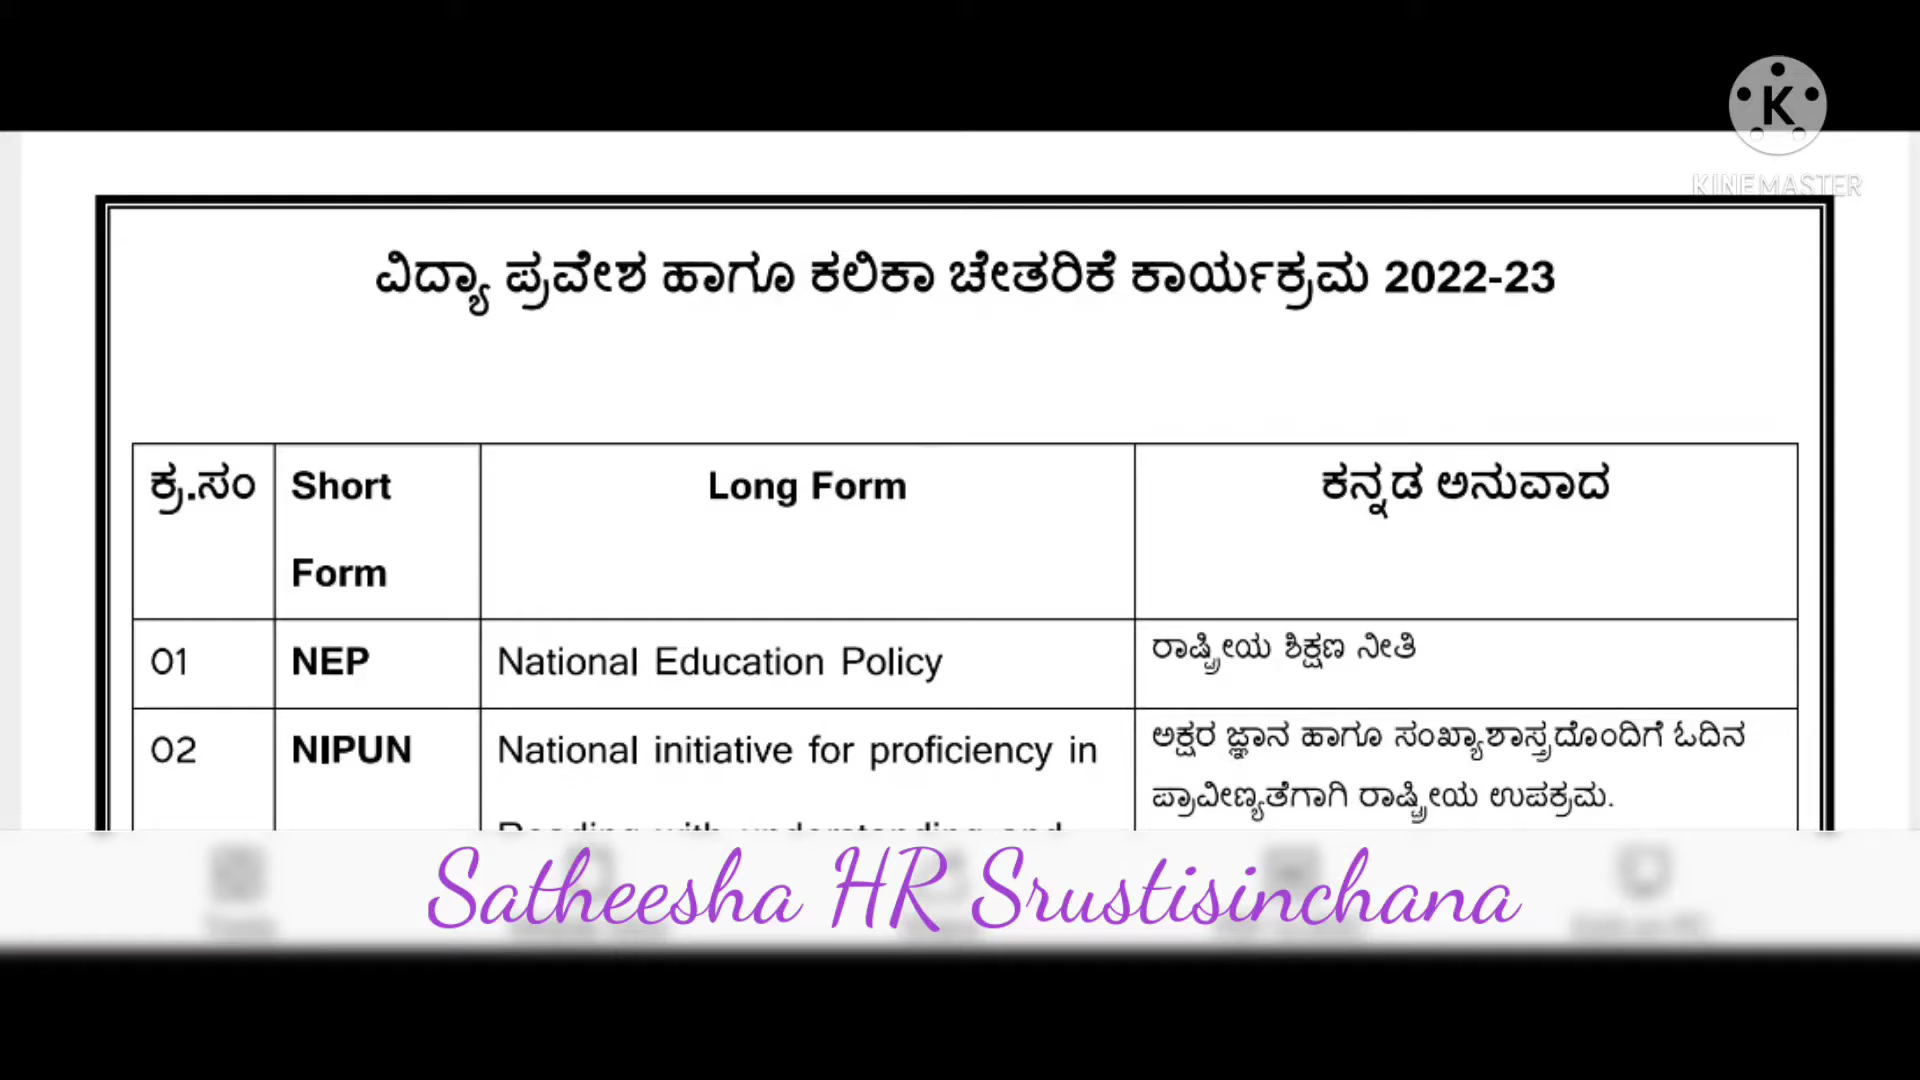 KINEMASTER
ವಿದ್ಯಾ ಪ್ರವೇಶ ಹಾಗೂ ಕಲಿಕಾ ಚೇತರಿಕೆ ಕಾರ್ಯಕ್ರಮ 2022-23
ಕ್ರ.ಸಂ Short Form Long Form ಕನ್ನಡ ಅನುವಾದ
01 NEP National Education Policy ರಾಷ್ಟ್ರೀಯ ಶಿಕ್ಷಣ ನೀತಿ
02 NIPUN National initiative for proficiency in ಅಕ್ಷರ ಜ್ಞಾನ ಹಾಗೂ ಸಂಖ್ಯಾಶಾಸ್ತ್ರದೊಂದಿಗೆ ಓದಿನ
ಪ್ರಾವೀಣ್ಯತೆಗಾಗಿ ರಾಷ್ಟ್ರೀಯ ಉಪಕ್ರಮ.
Satheesha HR Srustisinchana